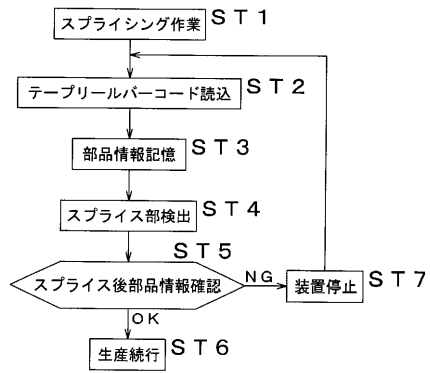 スプライシング作業 ST1
テープリールバーコード読込 ST2
部品情報記憶 ST3
スプライス部検出 ST4
ST5
スプライス後部品情報確認 NG 装置停止 ST7
OK
生産続行 ST6